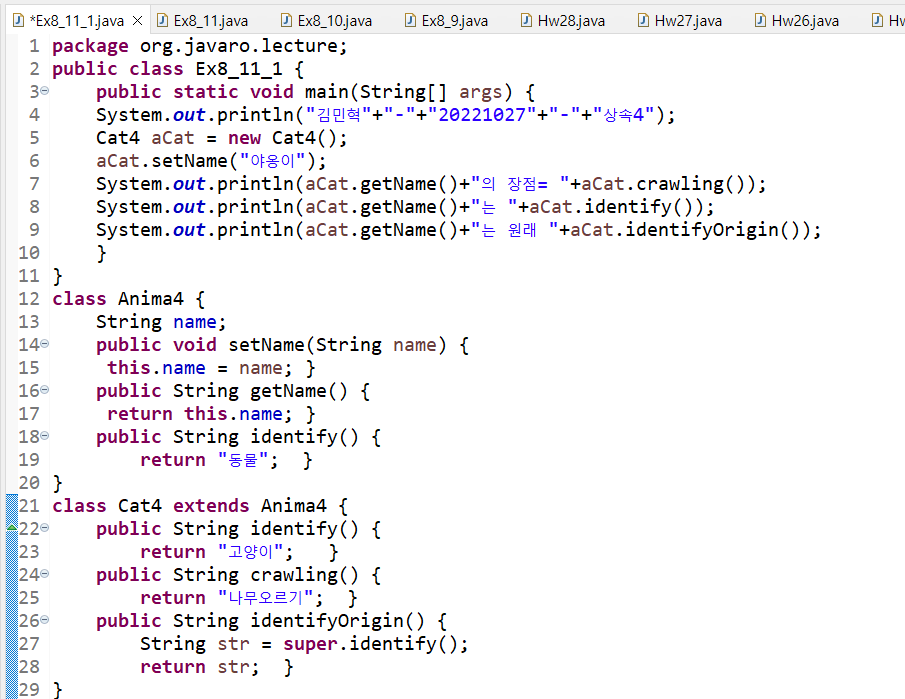 *Ex8_11_1.java Ex8_11.java Ex8_10.java Ex8_9.java Hw28.java Hw27.java Hw26.java
1 package org.javaro.lecture;
2 public class Ex8_11_1 {
3 public static void main(String[] args) {
4 System.out.println("김민혁"+"-"+"20221027"+"-"+"상속4");
5 Cat4 aCat = new Cat4();
6 aCat.setName("야옹이");
7 System.out.println(aCat.getName()+"의 장점= "+aCat.crawling());
8 System.out.println(aCat.getName()+"는 "+aCat.identify());
9 System.out.println(aCat.getName()+"는 원래 "+aCat.identifyOrigin());
10 }
11 }
12 class Anima4 {
13 String name;
14 public void setName(String name) {
15 this.name = name; }
16 public String getName() {
17 return this.name; }
18 public String identify() {
19 return "동물"; }
20 }
21 class Cat4 extends Anima4 {
22 public String identify() {
23 return "고양이"; }
24 public String crawling() {
25 return "나무오르기"; }
26 public String identifyOrigin() {
27 String str = super.identify();
28 return str; }
29 }